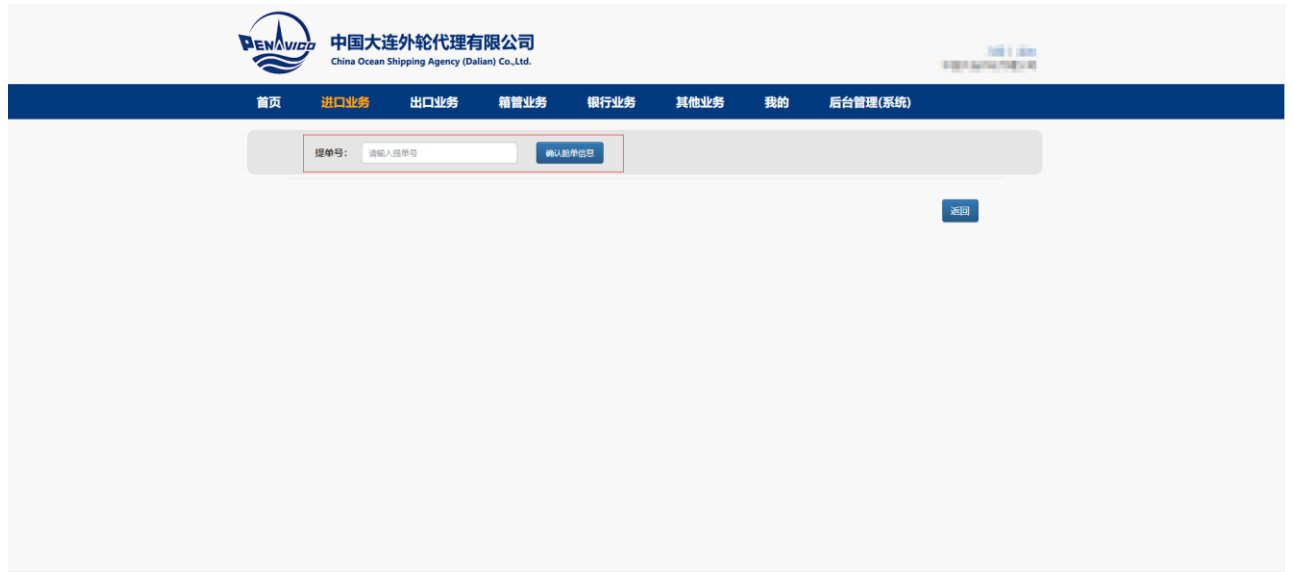 PENAVICO
中国大连外轮代理有限公司
China Ocean Shipping Agency (Dalian) Co.,Ltd.
首页 进口业务 出口业务 箱管业务 银行业务 其他业务 我的 后台管理(系统)
提单号: 请输入提单号 确认舱单信息
返回